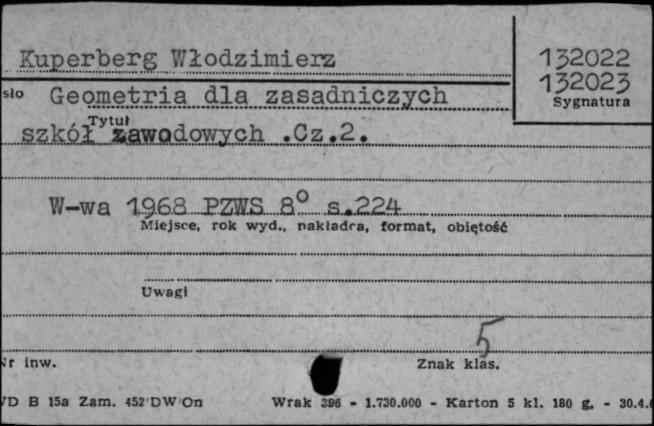 Kuperberg Włodzimierz
132022
132023
Sygnatura
sło Geometria dla zasadniczych
Tytuł
szkół zawodowych .Cz.2.
W-wa 1968 PZWS 8° s.224
Miejsce, rok wyd., nakładca, format, objętość
Uwagi
5
Nr inw.
Znak klas.
D B 15a Zam. 452 DW On
Wrak 396 - 1.730.000 - Karton 5 kl. 180 g. - 30.4.